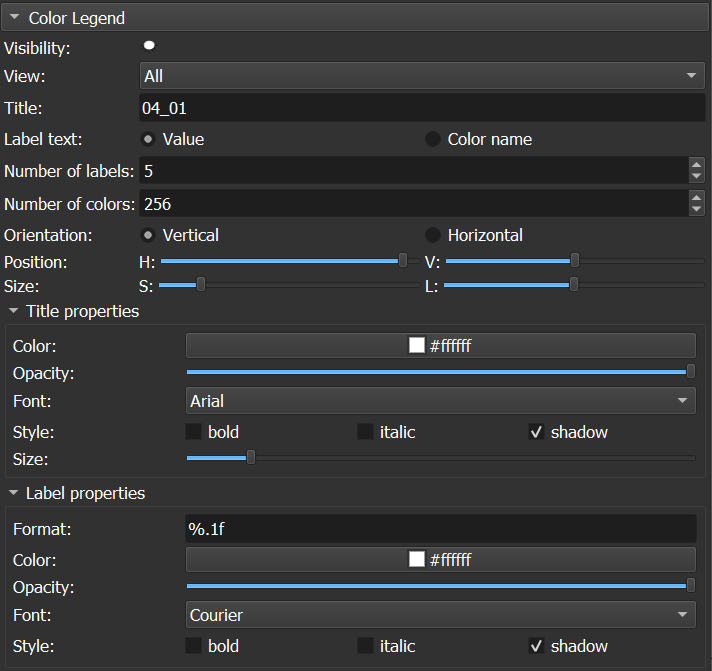 Color Legend
Visibility:
View: All
Title: 04_01
Label text: Value Color name
Number of labels: 5
Number of colors: 256
Orientation: Vertical Horizontal
Position: H: V:
Size: S: L:
Title properties
Color: #ffffff
Opacity:
Font: Arial
Style: bold italic shadow
Size:
Label properties
Format: %.1f
Color: #ffffff
Opacity:
Font: Courier
Style: bold italic shadow